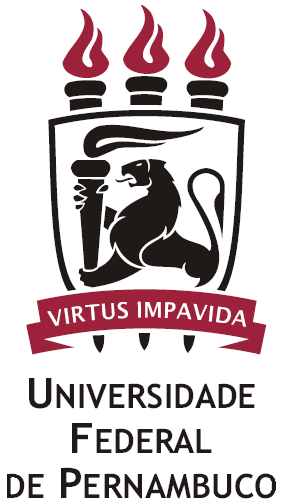 VIRTUS IMPAVIDA
UNIVERSIDADE
FEDERAL
DE PERNAMBUCO